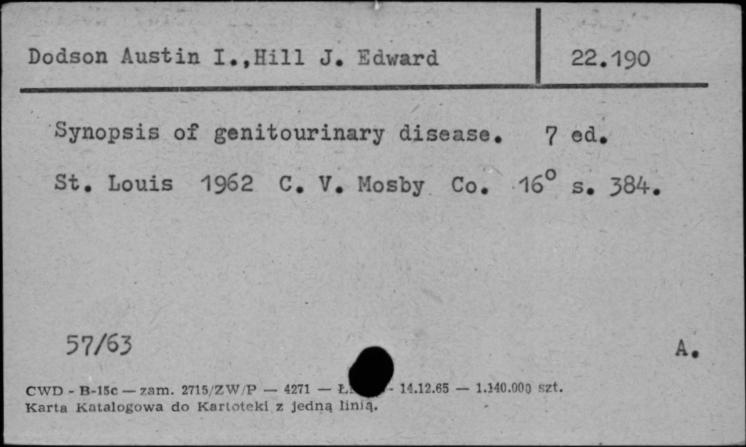 Dodson Austin I.,Hill J. Edward 22.190
Synopsis of genitourinary disease. 7 ed.
St. Louis 1962 C. V. Mosby Co. 16° s. 384.
57/63 A.
CWD - B-15c — zam. 2715/ZW/P — 4271 — - 14.12.65 — 1.140.000 szt.
Karta Katalogowa do Kartoteki z jedną linią.